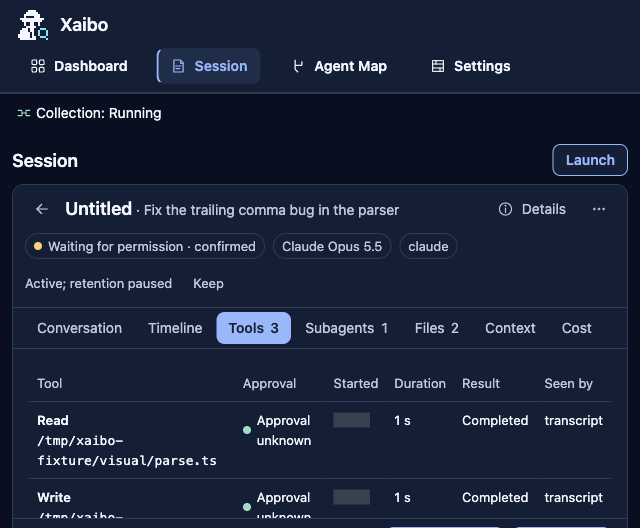 Xaibo
Dashboard
Session
Agent Map
Settings
Collection: Running
Session
Launch
Untitled · Fix the trailing comma bug in the parser
Details
Waiting for permission · confirmed
Claude Opus 5.5
claude
Active; retention paused
Keep
Conversation
Timeline
Tools 3
Subagents 1
Files 2
Context
Cost
Tool
Approval
Started
Duration
Result
Seen by
Read
/tmp/xaibo-
fixture/visual/parse.ts
Approval
unknown
1 s
Completed
transcript
Write
/tmp/xaibo-
Approval
unknown
1 s
Completed
transcript